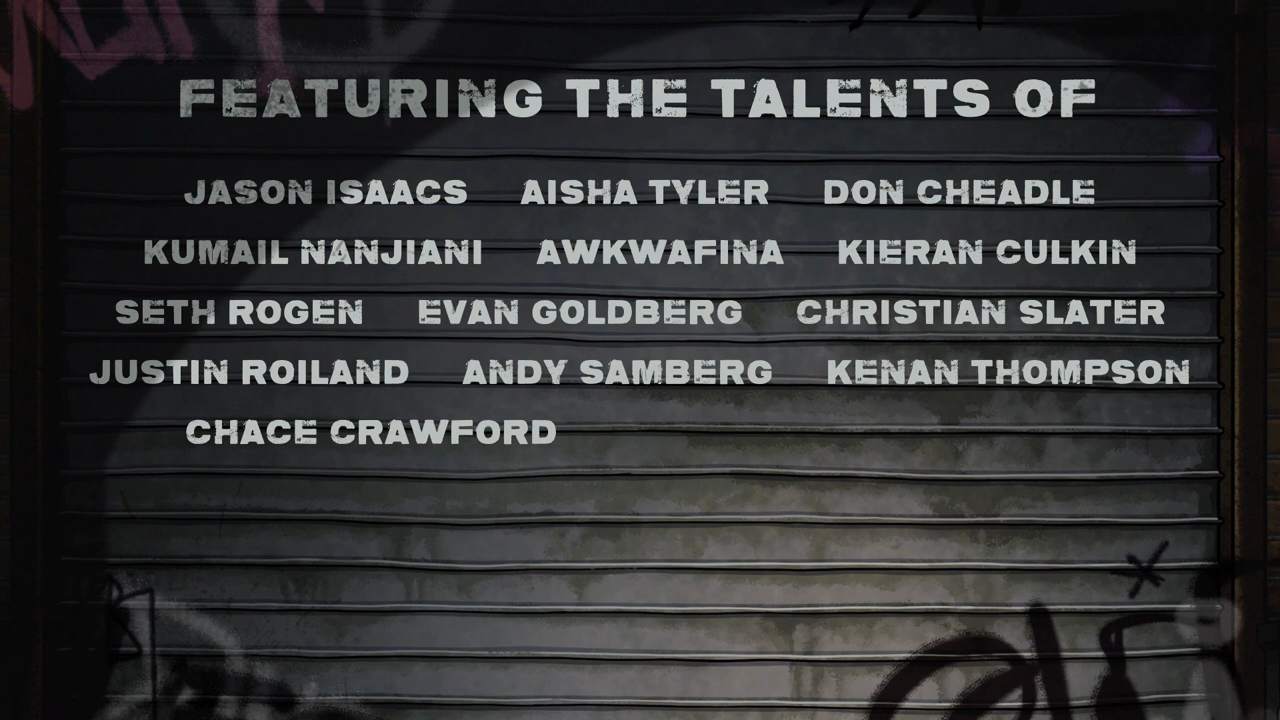 FEATURING THE TALENTS OF
JASON ISAACS AISHA TYLER DON CHEADLE
KUMAIL NANJIANI AWKWAFINA KIERAN CULKIN
SETH ROGEN EVAN GOLDBERG CHRISTIAN SLATER
JUSTIN ROILAND ANDY SAMBERG KENAN THOMPSON
CHACE CRAWFORD